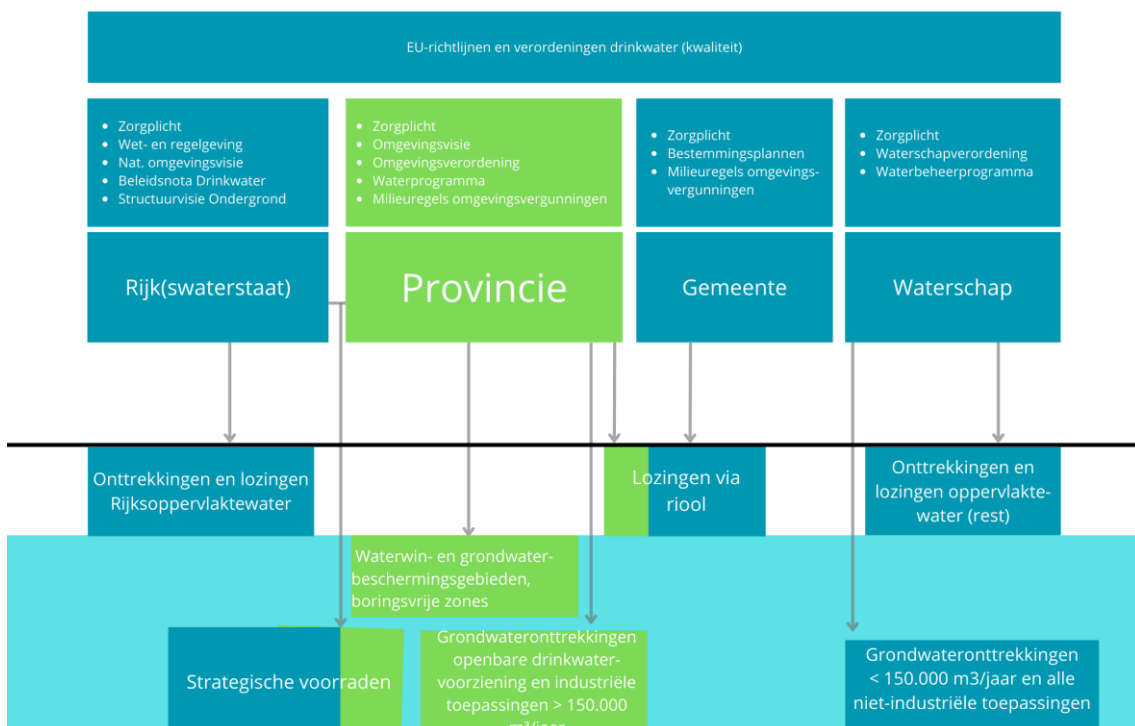 EU-richtlijnen en verordeningen drinkwater (kwaliteit)
• Zorgplicht
• Wet- en regelgeving
• Nat. omgevingsvisie
• Beleidsnota Drinkwater
• Structuurvisie Ondergrond
• Zorgplicht
• Omgevingsvisie
• Omgevingsverordening
• Waterprogramma
• Milieuregels omgevingsvergunningen
• Zorgplicht
• Bestemmingsplannen
• Milieuregels omgevings-
vergunningen
• Zorgplicht
• Waterschapverordening
• Waterbeheerprogramma
Rijk(swaterstaat)
Provincie
Gemeente
Waterschap
Onttrekkingen en lozingen
Rijksoppervlaktewater
Lozingen via
riool
Onttrekkingen en
lozingen oppervlakte-
water (rest)
Waterwin- en grondwater-
beschermingsgebieden,
boringsvrije zones
Strategische voorraden
Grondwateronttrekkingen
openbare drinkwater-
voorziening en industriële
toepassingen > 150.000
m³/jaar
Grondwateronttrekkingen
< 150.000 m3/jaar en alle
niet-industriële toepassingen